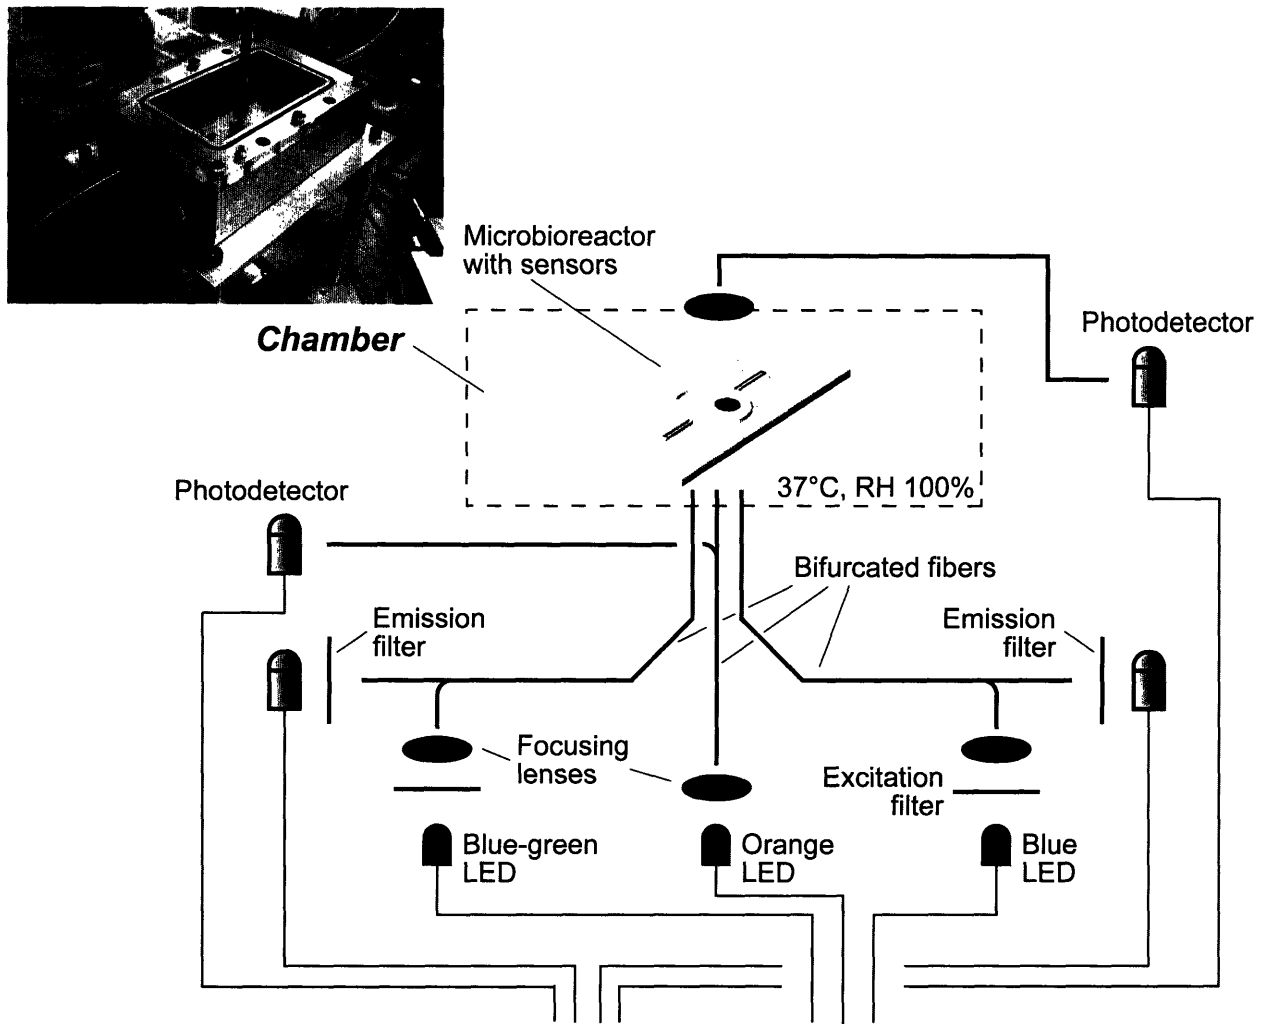 Microbioreactor
with sensors
Chamber
Photodetector
37°C, RH 100%
Photodetector
Bifurcated fibers
Emission
filter
Emission
filter
Focusing
lenses
Excitation
filter
Blue-green
LED
Orange
LED
Blue
LED